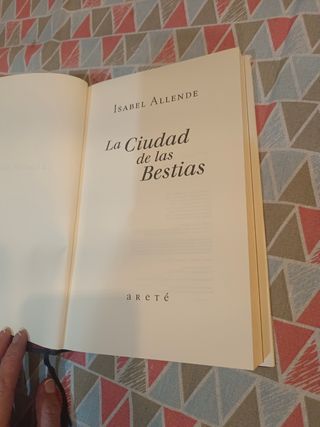 Isabel Allende
La Ciudad
de las
Bestias
aReTé